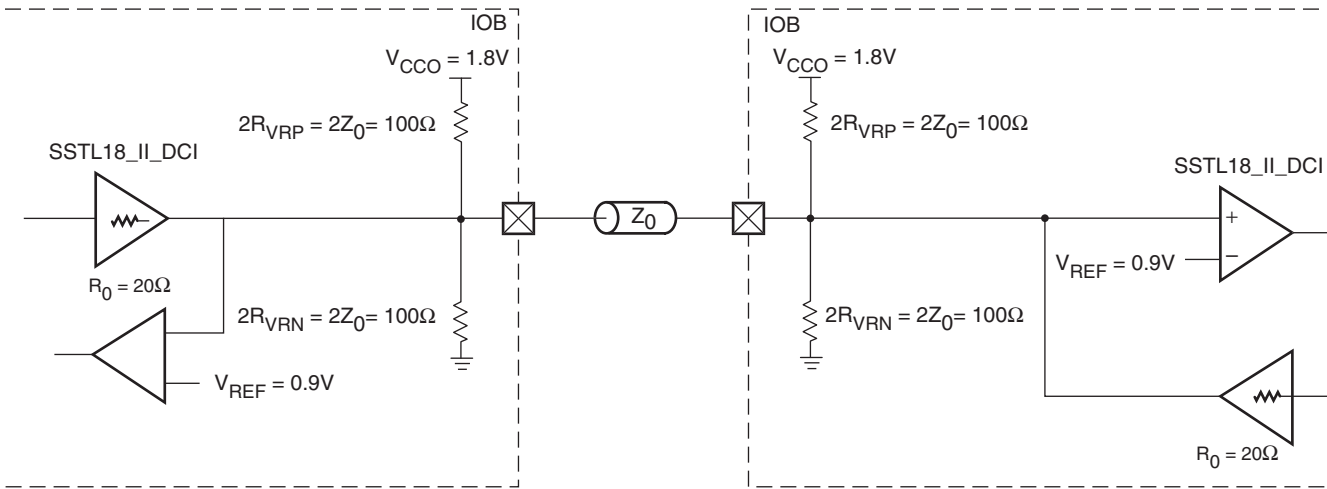 IOB
V_CCO = 1.8V
2R_VRP = 2Z_0= 100Ω
SSTL18_II_DCI
R_0 = 20Ω
2R_VRN = 2Z_0= 100Ω
V_REF = 0.9V
Z_0
IOB
V_CCO = 1.8V
2R_VRP = 2Z_0= 100Ω
SSTL18_II_DCI
+
V_REF = 0.9V
–
2R_VRN = 2Z_0= 100Ω
R_0 = 20Ω